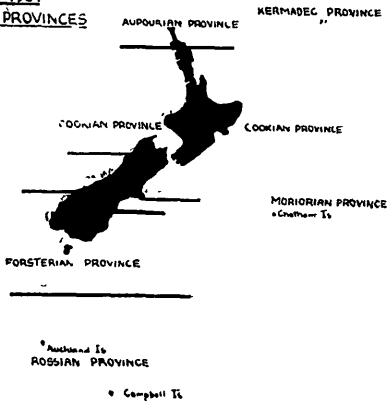 PROVINCES
AUPOURIAN PROVINCE
KERMADEC PROVINCE
COOKIAN PROVINCE
COOKIAN PROVINCE
MORIORIAN PROVINCE
Chatham Is
FORSTERIAN PROVINCE
Auckland Is
ROSSIAN PROVINCE
Campbell Is